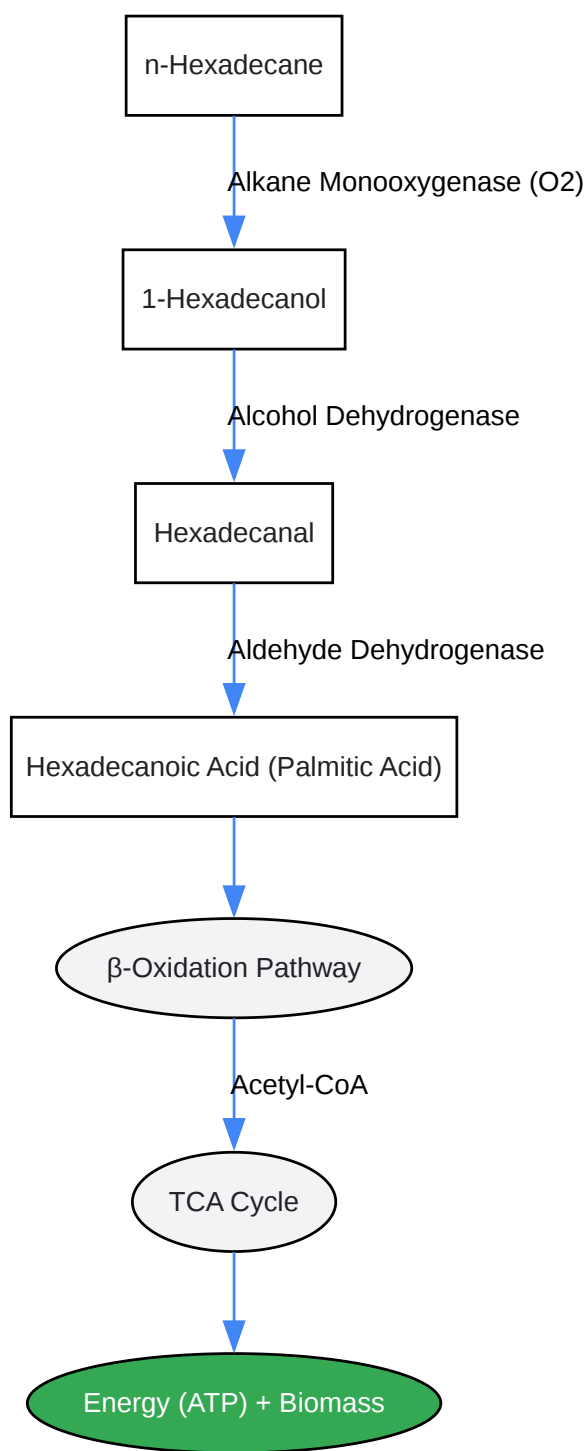 n-Hexadecane
Alkane Monooxygenase (O2)
1-Hexadecanol
Alcohol Dehydrogenase
Hexadecanal
Aldehyde Dehydrogenase
Hexadecanoic Acid (Palmitic Acid)
β-Oxidation Pathway
Acetyl-CoA
TCA Cycle
Energy (ATP) + Biomass